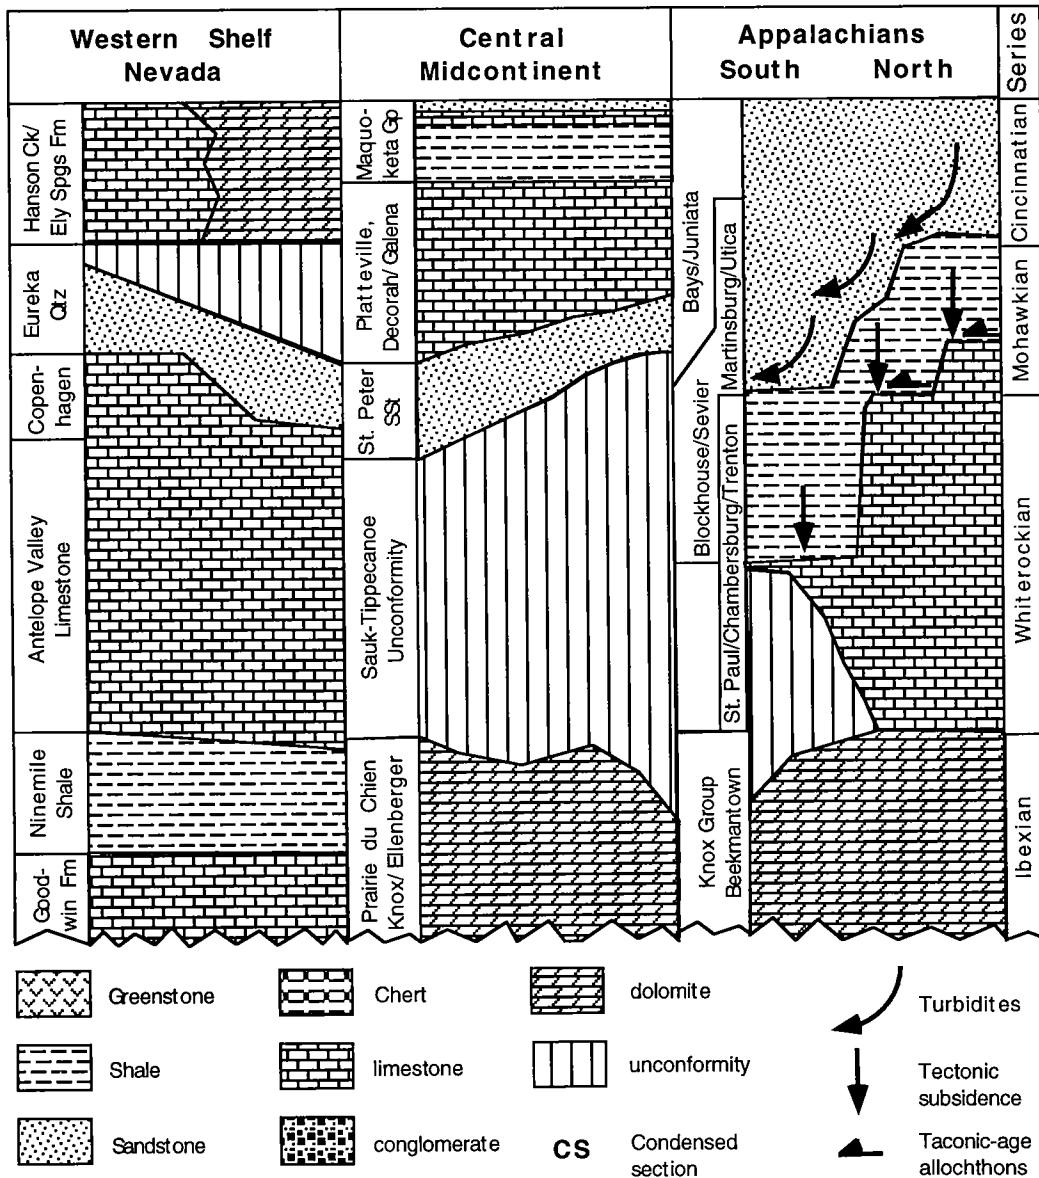 Western Shelf
Nevada
Central
Midcontinent
Appalachians
South North
Series
Hanson Ck/
Ely Spgs Fm
Eureka
Qtz
Copen-
hagen
Antelope Valley
Limestone
Ninemile
Shale
Good-
win Fm
Maquo-
keta Gp
Platteville,
Decorah/Galena
St. Peter
SSt
Sauk-Tippecanoe
Unconformity
Prairie du Chien
Knox/Ellenberger
Bays/Juniata
Martinsburg/Utica
Blockhouse/Sevier
St. Paul/Chambersburg/Trenton
Knox Group
Beekmantown
Cincinnatian
Mohawkian
Whiterockian
Ibexian
Greenstone
Chert
dolomite
Turbidites
Shale
limestone
unconformity
Tectonic
subsidence
Sandstone
conglomerate
CS
Condensed
section
Taconic-age
allochthons